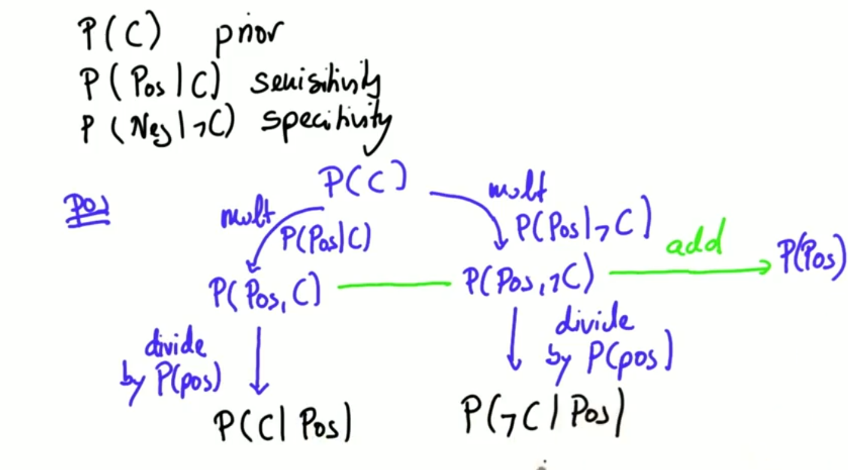 P(C) prior
P(Pos|C) sensitivity
P(Neg|¬C) specitivity
P(C)
Pos
mult
P(Pos|C)
mult
P(Pos|¬C)
add
P(Pos)
P(Pos,C)
P(Pos,¬C)
divide
by P(pos)
divide
by P(pos)
P(C|Pos)
P(¬C|Pos)